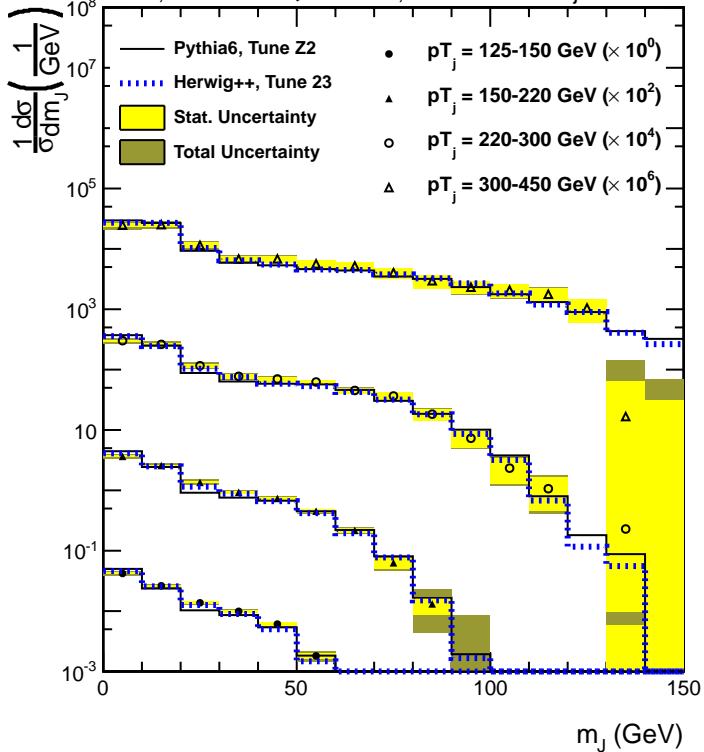 10^8
10^7
10^5
10^3
10
10^-1
10^-3
1/σ dσ/dm_J (1/GeV)
Pythia6, Tune Z2
Herwig++, Tune 23
Stat. Uncertainty
Total Uncertainty
pT_j = 125-150 GeV (× 10^0)
pT_j = 150-220 GeV (× 10^2)
pT_j = 220-300 GeV (× 10^4)
pT_j = 300-450 GeV (× 10^6)
0 50 100 150
m_J (GeV)